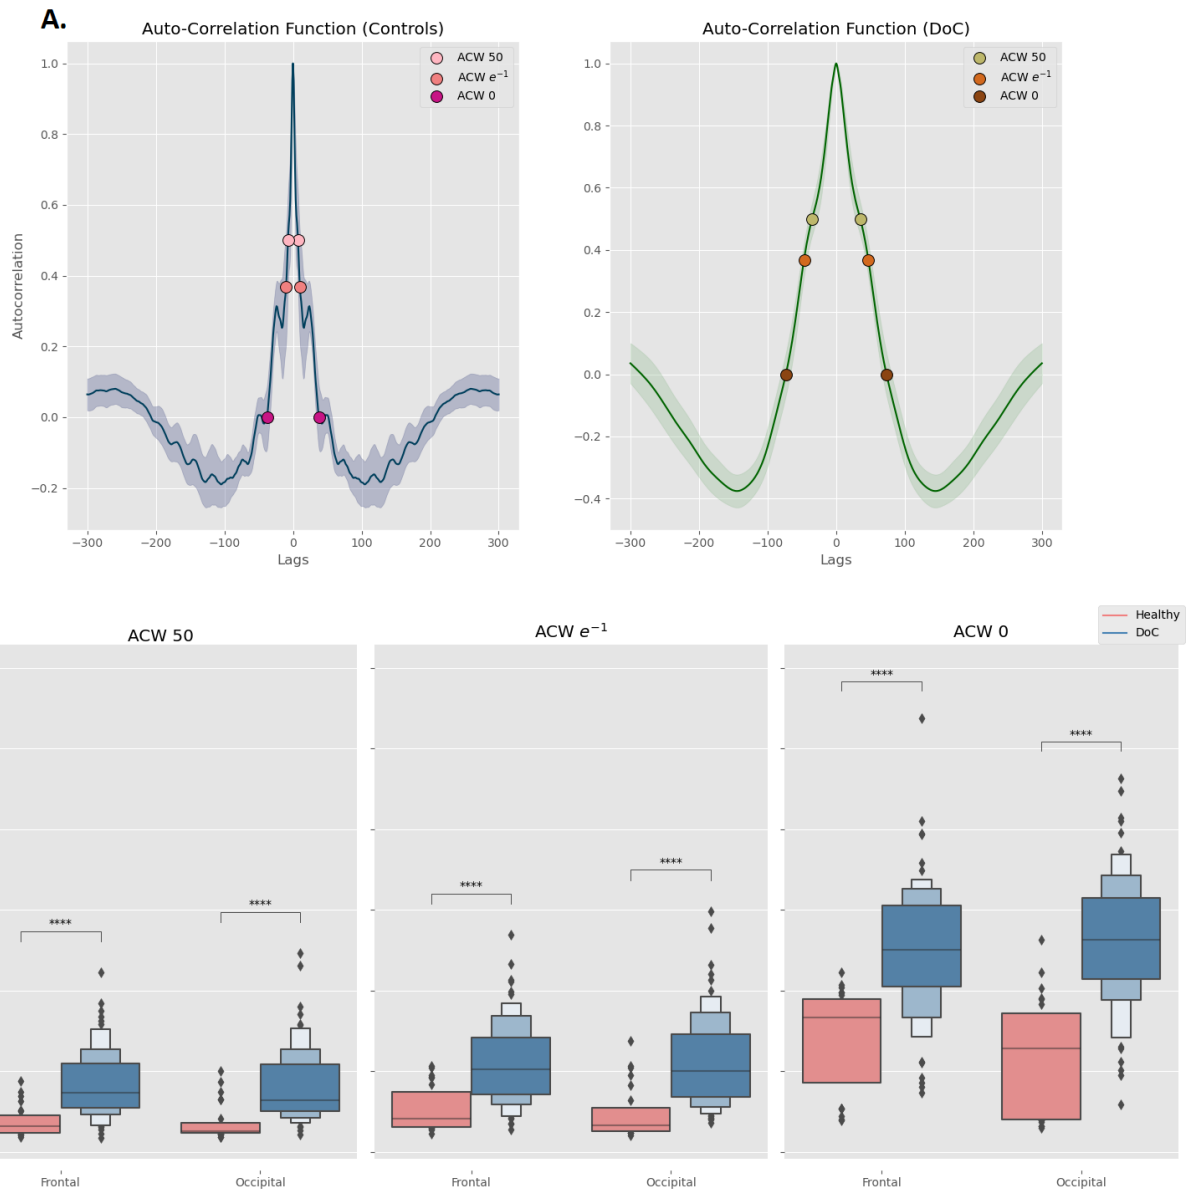 A.
Auto-Correlation Function (Controls)
Auto-Correlation Function (DoC)
ACW 50
ACW e⁻¹
ACW 0
ACW 50
ACW e⁻¹
ACW 0
1.0
0.8
0.6
0.4
0.2
0.0
−0.2
Autocorrelation
1.0
0.8
0.6
0.4
0.2
0.0
−0.2
−0.4
−300 −200 −100 0 100 200 300
Lags
−300 −200 −100 0 100 200 300
Lags
Healthy
DoC
ACW 50
ACW e⁻¹
ACW 0
****
****
****
****
****
****
Frontal Occipital
Frontal Occipital
Frontal Occipital